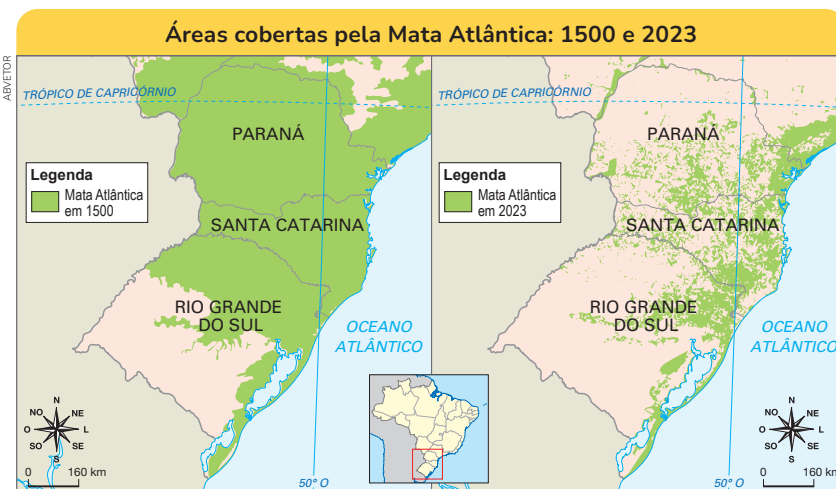 Áreas cobertas pela Mata Atlântica: 1500 e 2023
ABVETOR
TRÓPICO DE CAPRICÓRNIO
PARANÁ
Legenda
Mata Atlântica
em 1500
SANTA CATARINA
RIO GRANDE
DO SUL
OCEANO
ATLÂNTICO
N
NO
NE
O
L
SO
SE
S
0
160 km
50° O
TRÓPICO DE CAPRICÓRNIO
PARANÁ
Legenda
Mata Atlântica
em 2023
SANTA CATARINA
RIO GRANDE
DO SUL
OCEANO
ATLÂNTICO
N
NO
NE
O
L
SO
SE
S
50° O
0
160 km